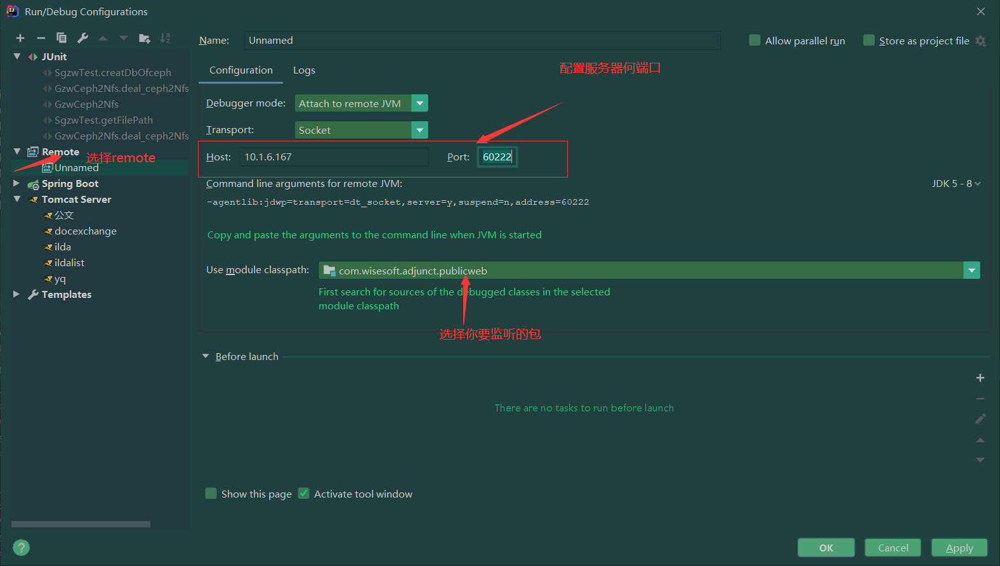 Run/Debug Configurations
Name:
Unnamed
Allow parallel run
Store as project file
JUnit
SgzwTest.creatDbOfceph
GzwCeph2Nfs.deal_ceph2Nfs
GzwCeph2Nfs
SgzwTest.getFilePath
GzwCeph2Nfs.deal_ceph2Nfs
Remote
选择remote
Unnamed
Spring Boot
Tomcat Server
公文
docexchange
ilda
ildalist
yq
Templates
Configuration
Logs
配置服务器何端口
Debugger mode:
Attach to remote JVM
Transport:
Socket
Host:
10.1.6.167
Port:
60222
Command line arguments for remote JVM:
JDK 5 - 8
-agentlib:jdwp=transport=dt_socket,server=y,suspend=n,address=60222
Copy and paste the arguments to the command line when JVM is started
Use module classpath:
com.wisesoft.adjunct.publicweb
First search for sources of the debugged classes in the selected
module classpath
选择你要监听的包
Before launch
There are no tasks to run before launch
Show this page
Activate tool window
?
OK
Cancel
Apply